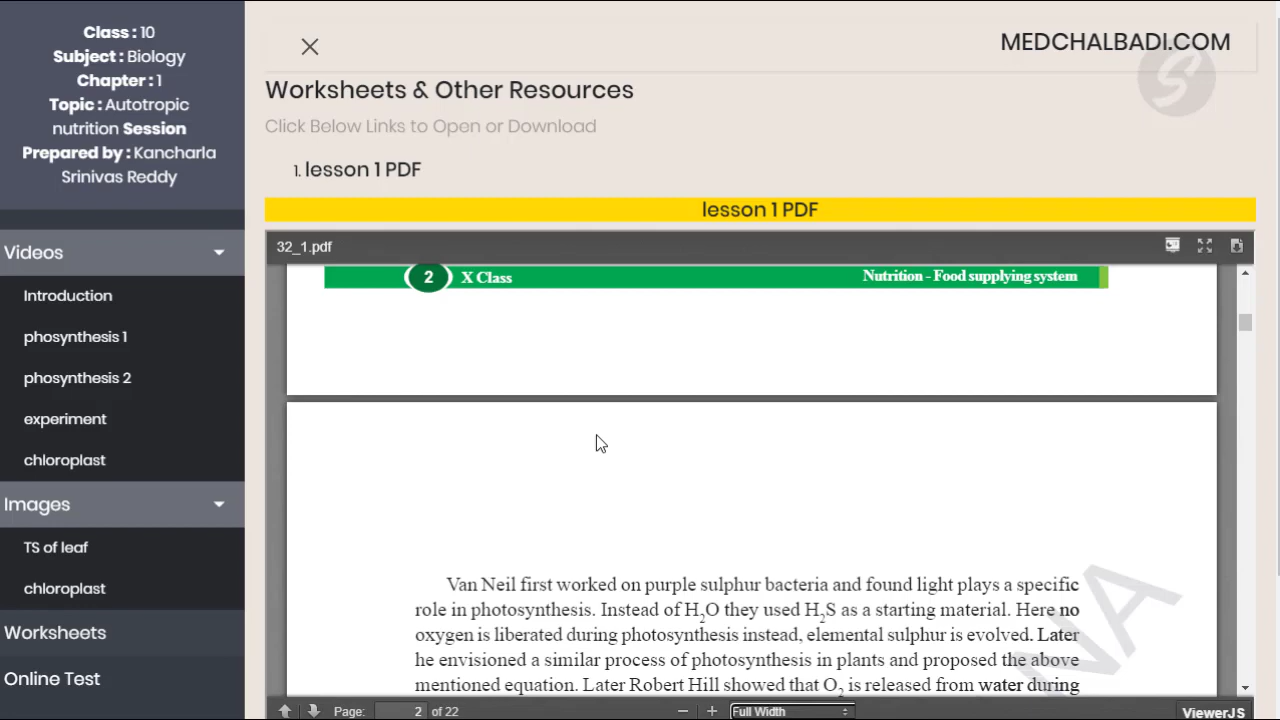 Class : 10
Subject : Biology
Chapter : 1
Topic : Autotropic
nutrition Session
Prepared by : Kancharla
Srinivas Reddy
Videos
Introduction
phosynthesis 1
phosynthesis 2
experiment
chloroplast
Images
TS of leaf
chloroplast
Worksheets
Online Test
MEDCHALBADI.COM
S
Worksheets & Other Resources
Click Below Links to Open or Download
1. lesson 1 PDF
lesson 1 PDF
32_1.pdf
2 X Class Nutrition - Food supplying system
Van Neil first worked on purple sulphur bacteria and found light plays a specific
role in photosynthesis. Instead of H₂O they used H₂S as a starting material. Here no
oxygen is liberated during photosynthesis instead, elemental sulphur is evolved. Later
he envisioned a similar process of photosynthesis in plants and proposed the above
mentioned equation. Later Robert Hill showed that O₂ is released from water during
NA
Page: 2 of 22 Full Width ViewerJS